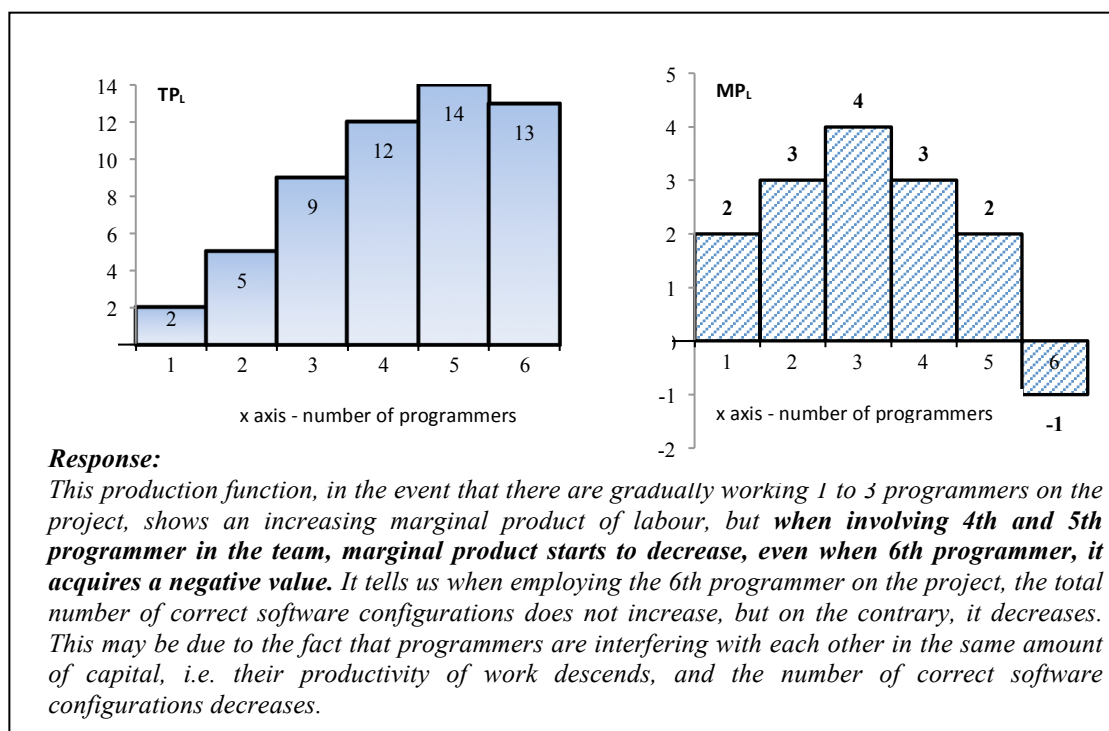 TPL
14
12
10
8
6
4
2
2
5
9
12
14
13
1 2 3 4 5 6
x axis - number of programmers
MPL
5
4
3
2
1
-1
-2
2
3
4
3
2
-1
1 2 3 4 5 6
x axis - number of programmers
Response:
This production function, in the event that there are gradually working 1 to 3 programmers on the
project, shows an increasing marginal product of labour, but when involving 4th and 5th
programmer in the team, marginal product starts to decrease, even when 6th programmer, it
acquires a negative value. It tells us when employing the 6th programmer on the project, the total
number of correct software configurations does not increase, but on the contrary, it decreases.
This may be due to the fact that programmers are interfering with each other in the same amount
of capital, i.e. their productivity of work descends, and the number of correct software
configurations decreases.